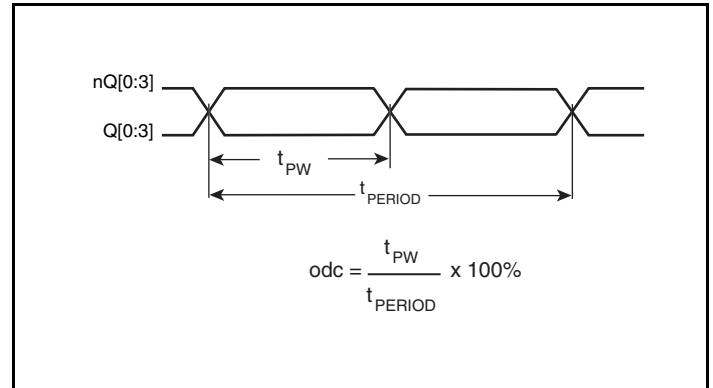 nQ[0:3]
Q[0:3]
tPW
tPERIOD
odc = tPW / tPERIOD x 100%